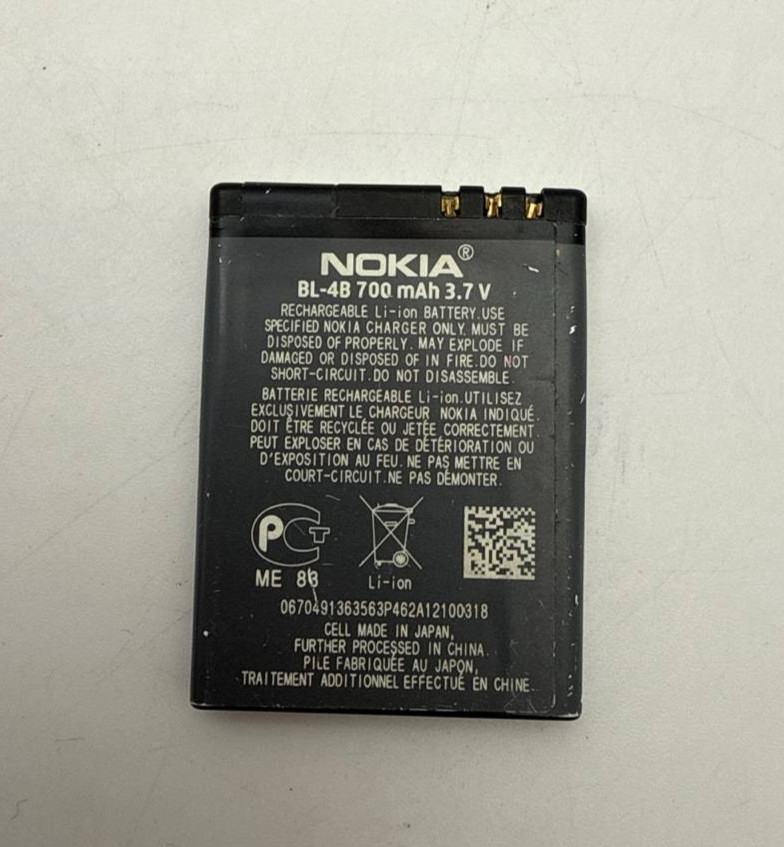 NOKIA®
BL-4B 700 mAh 3.7 V
RECHARGEABLE Li-ion BATTERY. USE
SPECIFIED NOKIA CHARGER ONLY. MUST BE
DISPOSED OF PROPERLY. MAY EXPLODE IF
DAMAGED OR DISPOSED OF IN FIRE. DO NOT
SHORT-CIRCUIT. DO NOT DISASSEMBLE.
BATTERIE RECHARGEABLE Li-ion. UTILISEZ
EXCLUSIVEMENT LE CHARGEUR NOKIA INDIQUÉ.
DOIT ÊTRE RECYCLÉE OU JETÉE CORRECTEMENT.
PEUT EXPLOSER EN CAS DE DÉTÉRIORATION OU
D'EXPOSITION AU FEU. NE PAS METTRE EN
COURT-CIRCUIT. NE PAS DÉMONTER.
PCT
ME Li-ion
0670491363563P462A12100318
CELL MADE IN JAPAN,
FURTHER PROCESSED IN CHINA.
PILE FABRIQUÉE AU JAPON,
TRAITEMENT ADDITIONNEL EFFECTUÉ EN CHINE.